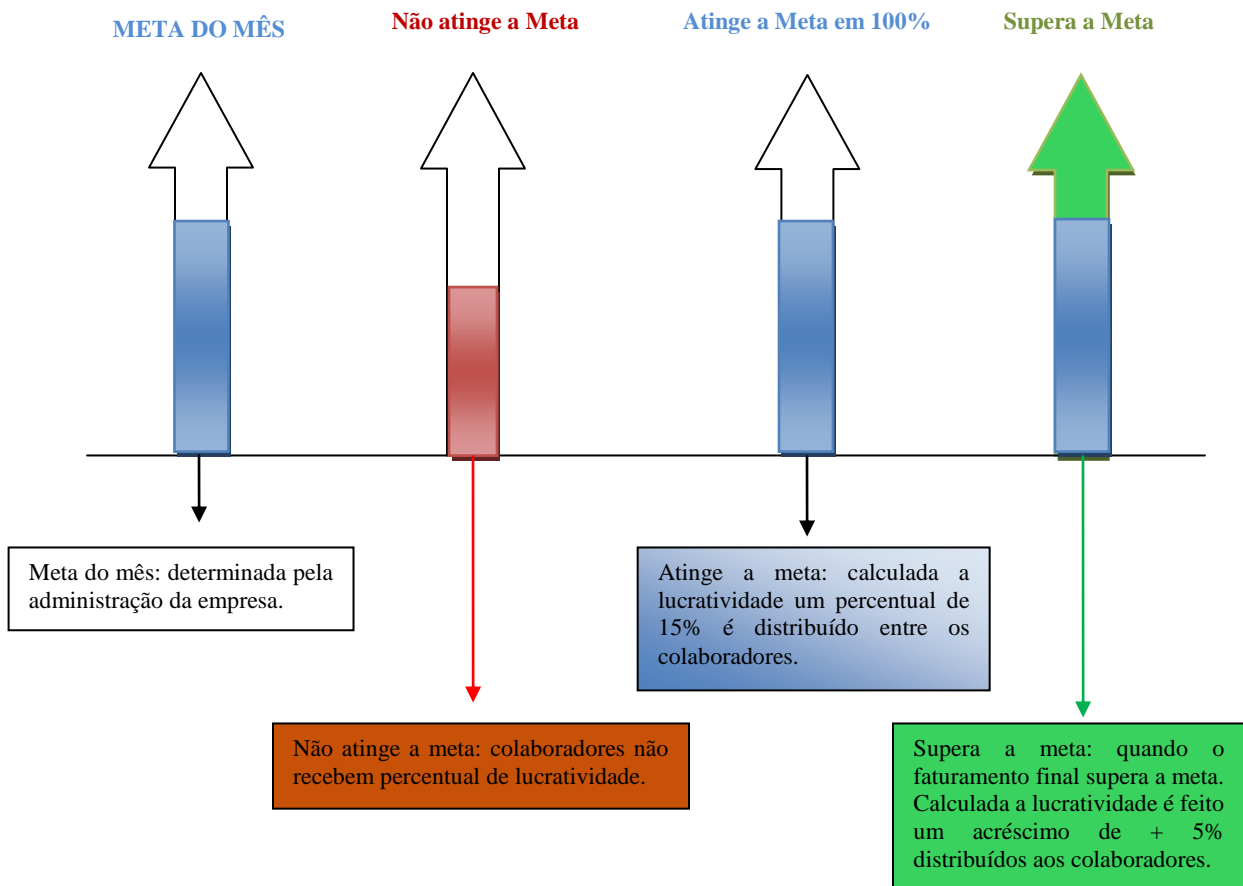 META DO MÊS
Não atinge a Meta
Atinge a Meta em 100%
Supera a Meta
Meta do mês: determinada pela
administração da empresa.
Atinge a meta: calculada a
lucratividade um percentual de
15% é distribuído entre os
colaboradores.
Não atinge a meta: colaboradores não
recebem percentual de lucratividade.
Supera a meta: quando o
faturamento final supera a meta.
Calculada a lucratividade é feito
um acréscimo de + 5%
distribuídos aos colaboradores.